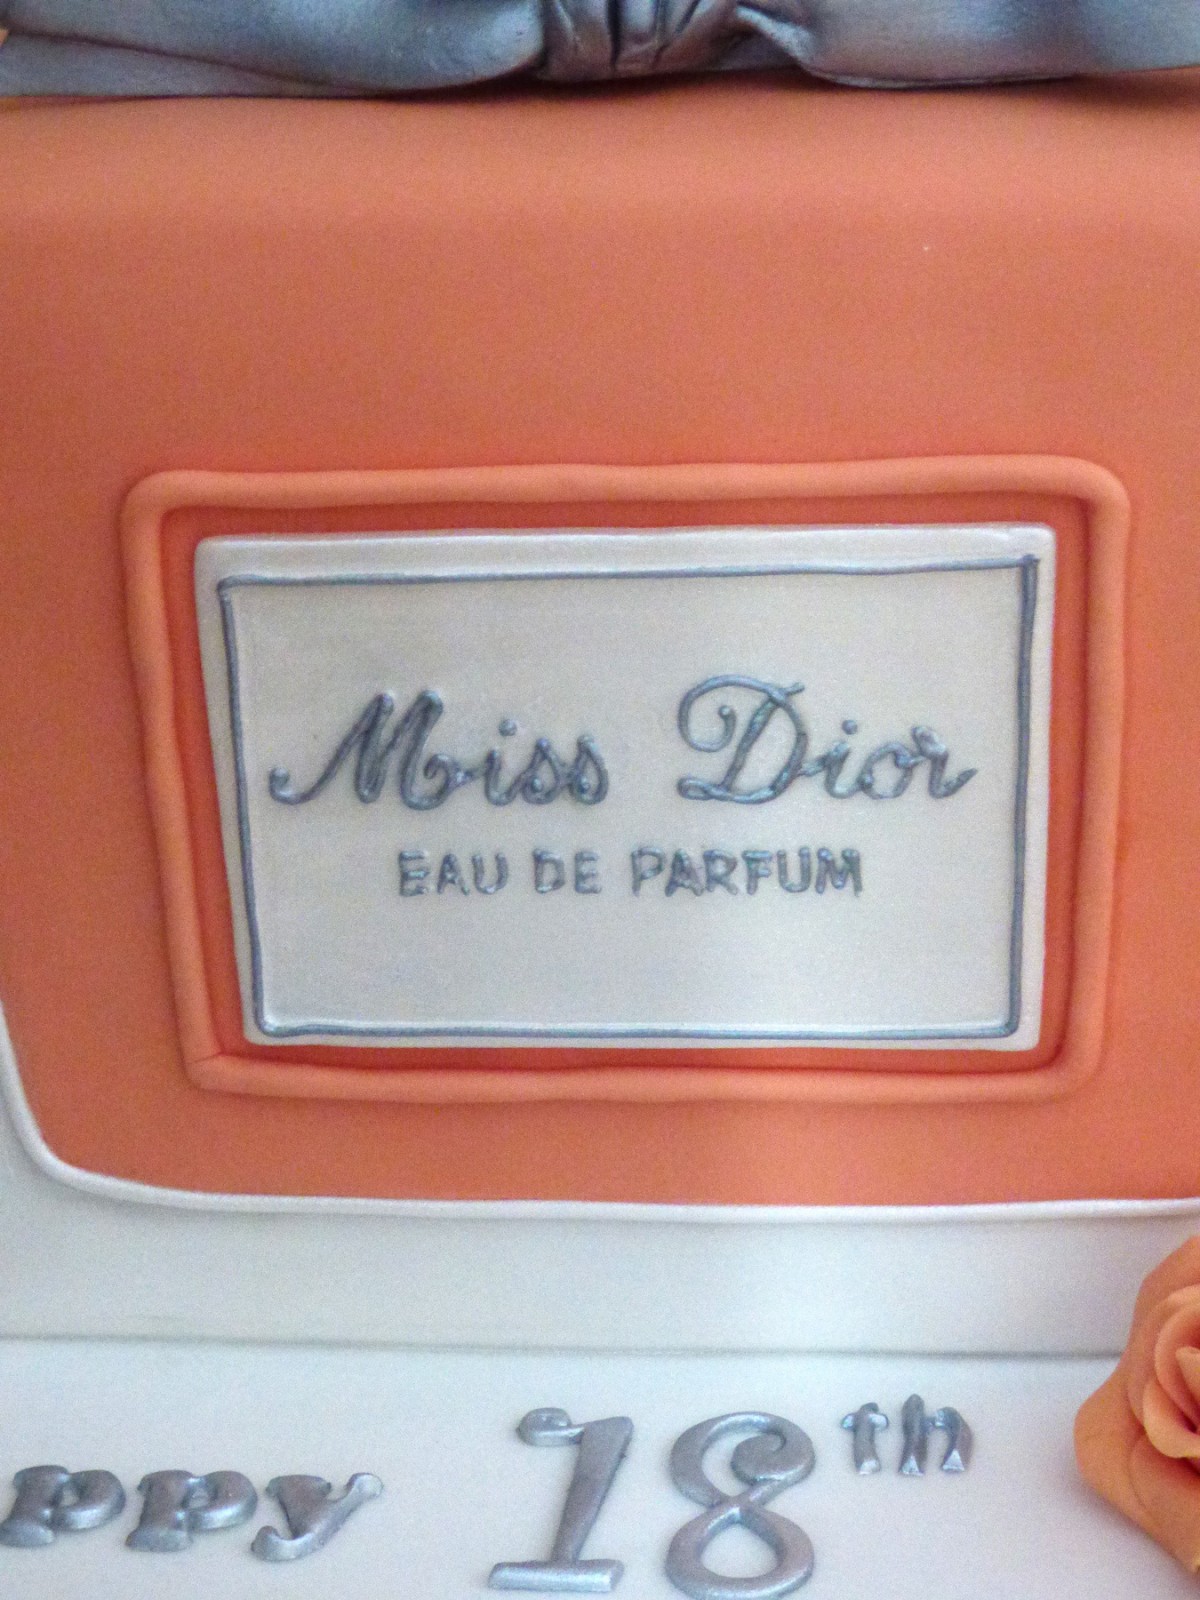 Miss Dior
EAU DE PARFUM
ppy 18th